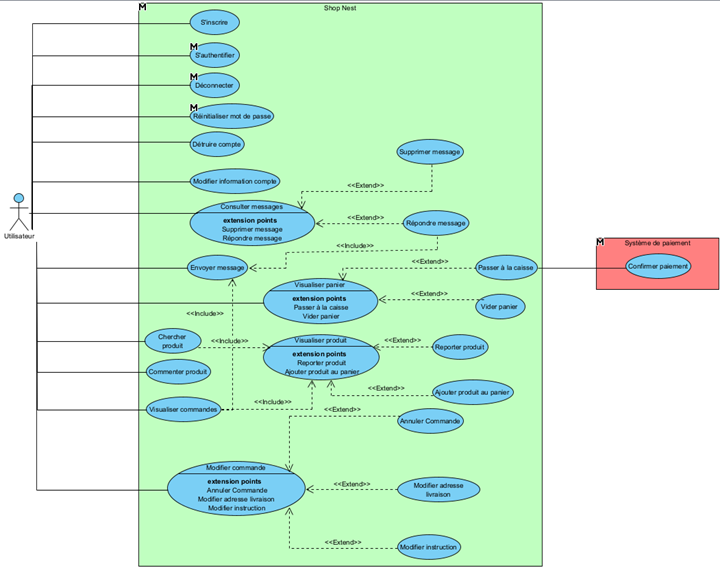 M
Shop Nest
S'inscrire
M
S'authentifier
M
Déconnecter
M
Réinitialiser mot de passe
Détruire compte
Supprimer message
Modifier information compte
<<Extend>>
Consulter messages
extension points
Supprimer message
Répondre message
<<Extend>>
Répondre message
Utilisateur
<<Include>>
M
Système de paiement
Envoyer message
<<Extend>>
Passer à la caisse
Confirmer paiement
Visualiser panier
extension points
Passer à la caisse
Vider panier
<<Extend>>
Vider panier
<<Include>>
Chercher
produit
<<Include>>
Visualiser produit
extension points
Reporter produit
Ajouter produit au panier
<<Extend>>
Reporter produit
Commenter produit
<<Extend>>
Ajouter produit au panier
Visualiser commandes
<<Include>>
<<Extend>>
Annuler Commande
Modifier commande
extension points
Annuler Commande
Modifier adresse livraison
Modifier instruction
<<Extend>>
Modifier adresse
livraison
<<Extend>>
Modifier instruction